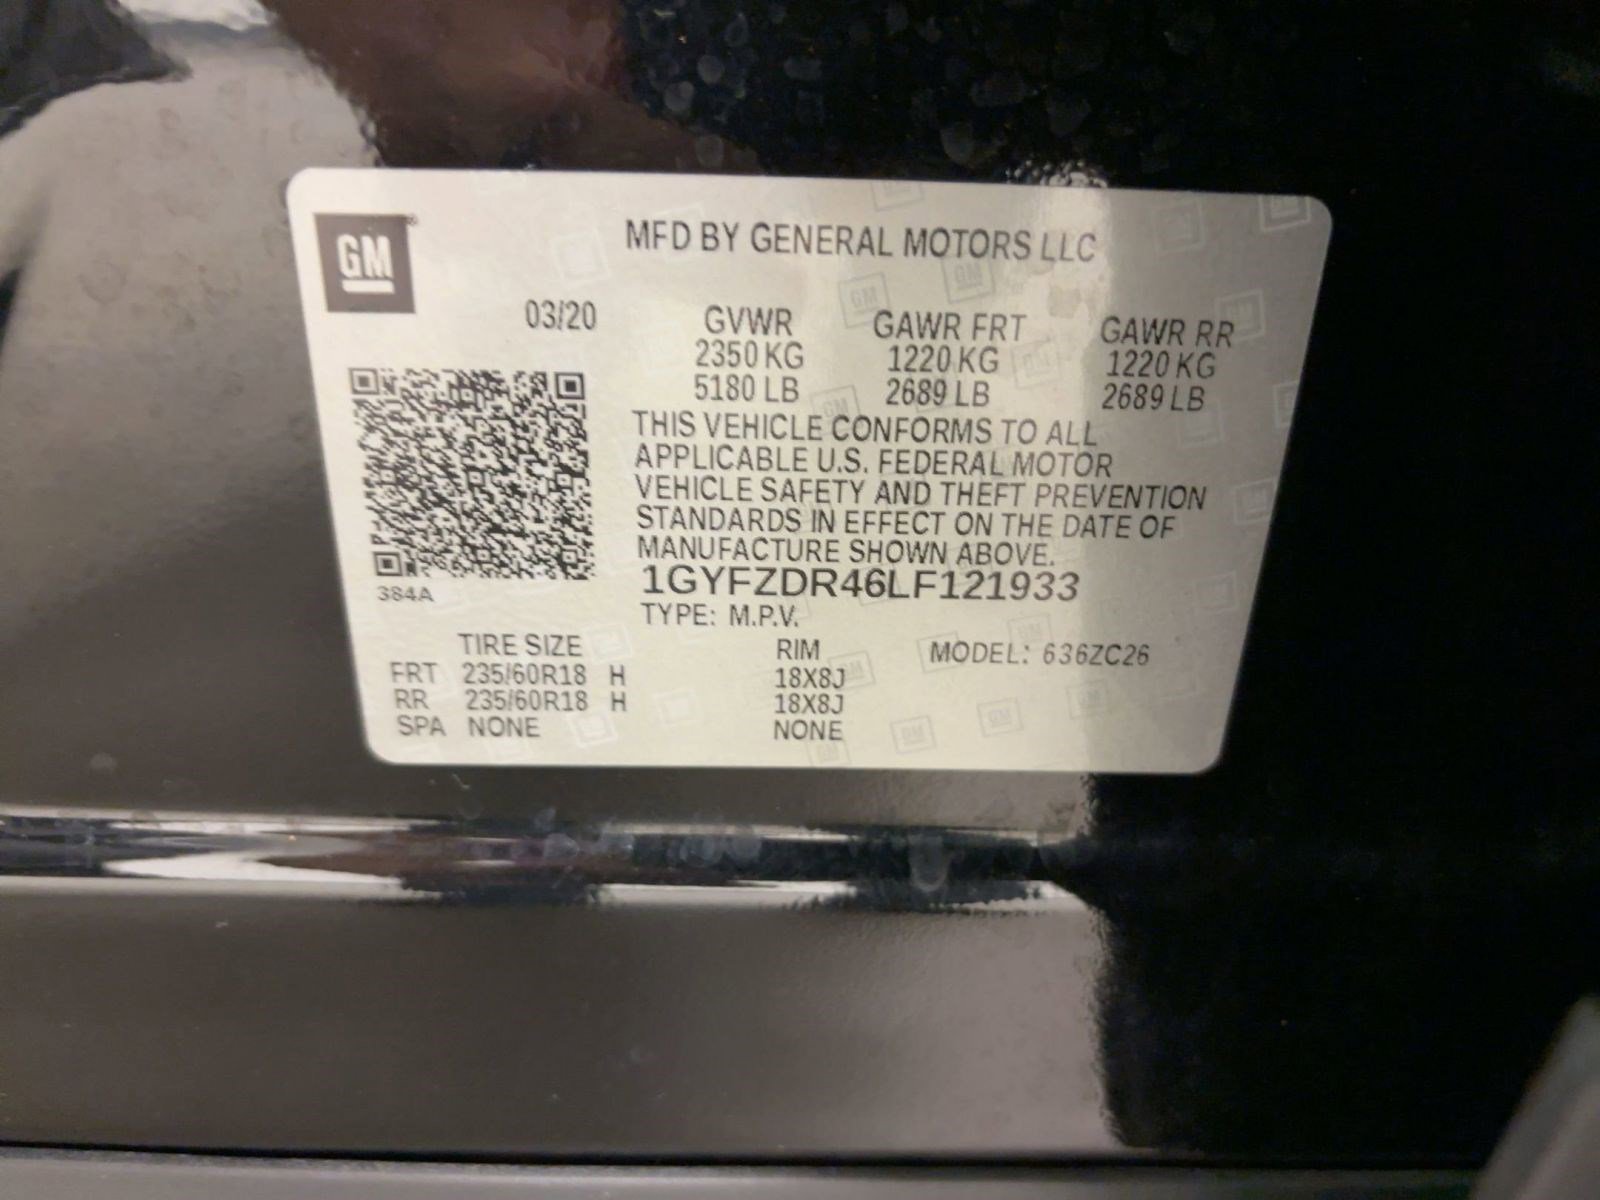 GM
MFD BY GENERAL MOTORS LLC
03/20
GVWR GAWR FRT GAWR RR
2350 KG 1220 KG 1220 KG
5180 LB 2689 LB 2689 LB
THIS VEHICLE CONFORMS TO ALL
APPLICABLE U.S. FEDERAL MOTOR
VEHICLE SAFETY AND THEFT PREVENTION
STANDARDS IN EFFECT ON THE DATE OF
MANUFACTURE SHOWN ABOVE.
1GYFZDR46LF121933
384A
TYPE: M.P.V.
TIRE SIZE RIM MODEL: 636ZC26
FRT 235/60R18 H 18X8J
RR 235/60R18 H 18X8J
SPA NONE NONE